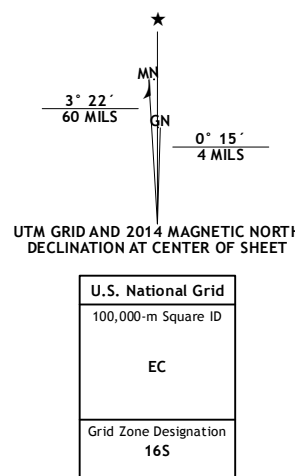 ★
MN
3° 22´
60 MILS
GN
0° 15´
4 MILS
UTM GRID AND 2014 MAGNETIC NORTH
DECLINATION AT CENTER OF SHEET
U.S. National Grid
100,000-m Square ID
EC
Grid Zone Designation
16S